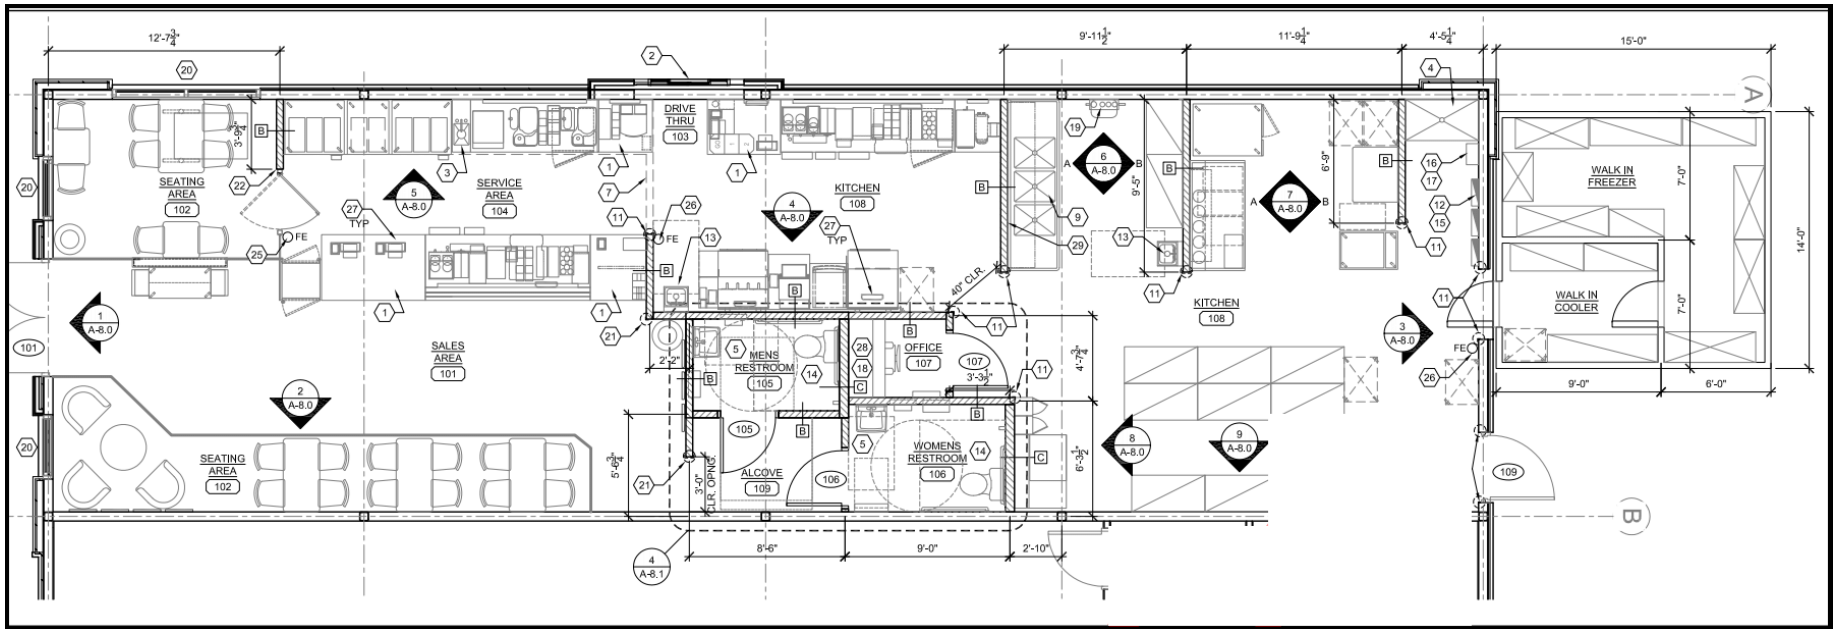 12'-7 3/4"
20
2
9'-11 1/2"
11'-9 1/4"
4'-5 1/4"
15'-0"
4
A
3'-9 3/4"
B
DRIVE
THRU
103
19
6
A-8.0
A
B
9'-5"
B
6'-9"
B
16
17
20
22
SEATING
AREA
102
5
A-8.0
3
SERVICE
AREA
104
1
7
1
KITCHEN
108
B
9
7
A-8.0
A
B
12
15
WALK IN
FREEZER
7'-0"
14'-0"
27
TYP
25
FE
11
26
FE
13
4
A-8.0
27
TYP
29
13
11
11
B
B
40" CLR.
11
KITCHEN
108
11
WALK IN
COOLER
7'-0"
1
A-8.0
101
1
1
21
11
B
3
A-8.0
FE
26
SALES
AREA
101
2'-2"
5
MENS
RESTROOM
105
14
28
18
OFFICE
107
107
3'-3 1/2"
11
4'-7 3/4"
9'-0"
6'-0"
B
C
B
2
A-8.0
20
SEATING
AREA
102
5'-6 3/4"
105
B
5
WOMENS
RESTROOM
106
14
C
6'-3 1/2"
8
A-8.0
9
A-8.0
109
21
3'-0"
CLR. OPNG.
ALCOVE
109
106
B
4
A-8.1
8'-6"
9'-0"
2'-10"